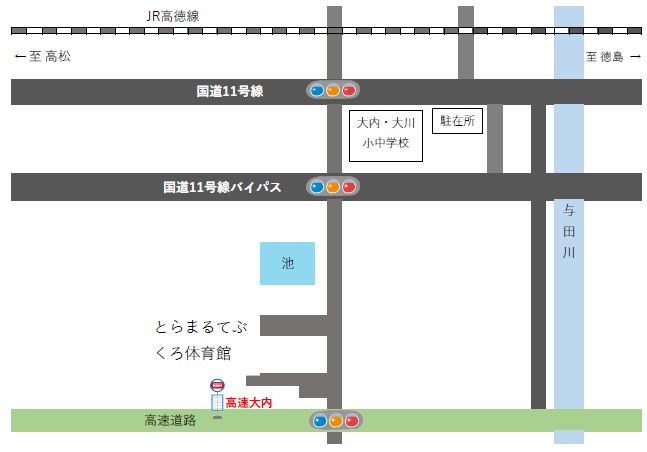 JR高徳線
←至 高松
至 徳島 →
国道11号線
大内・大川
小中学校
駐在所
国道11号線バイパス
与
田
川
池
とらまるてぶ
くろ体育館
高速大内
高速道路